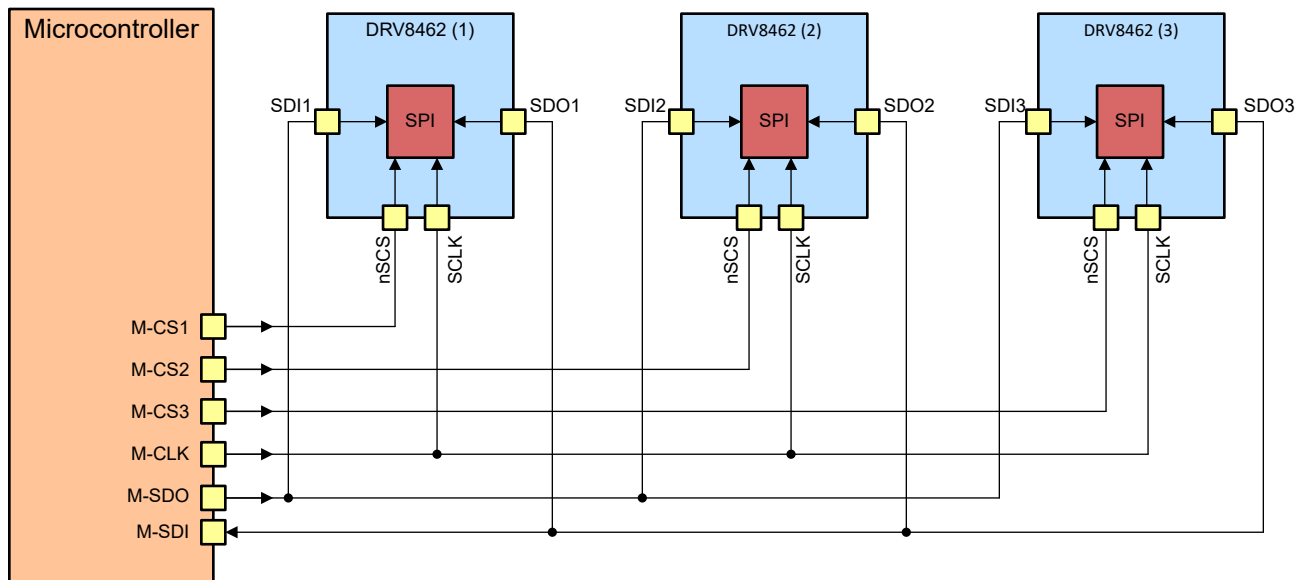 Microcontroller
DRV8462 (1)
DRV8462 (2)
DRV8462 (3)
SDI1
SPI
SDO1
SDI2
SPI
SDO2
SDI3
SPI
SDO3
nSCS
SCLK
nSCS
SCLK
nSCS
SCLK
M-CS1
M-CS2
M-CS3
M-CLK
M-SDO
M-SDI